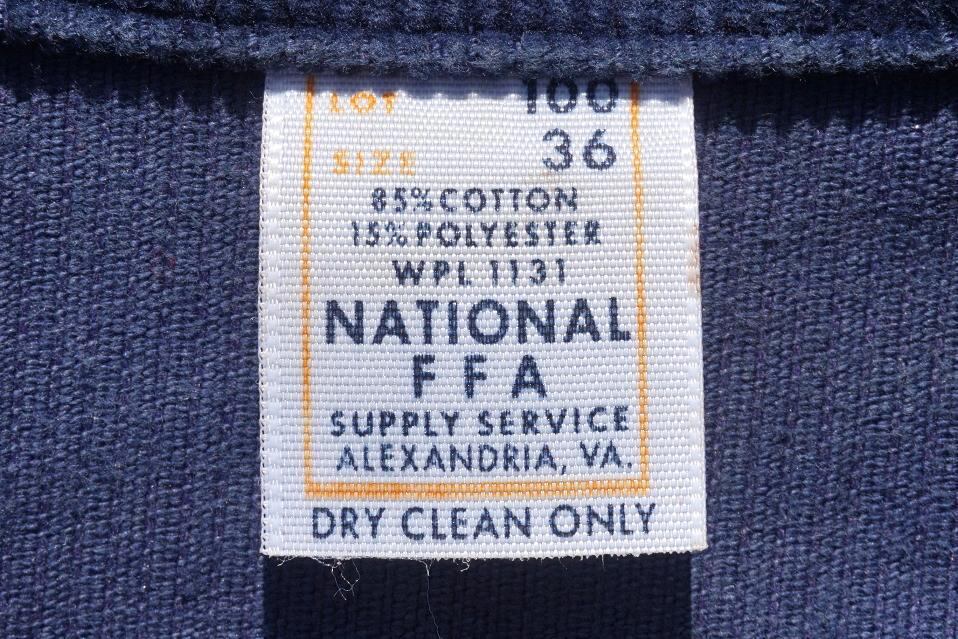 LOT 100
SIZE 36
85% COTTON
15% POLYESTER
WPL 1131
NATIONAL
FFA
SUPPLY SERVICE
ALEXANDRIA, VA.
DRY CLEAN ONLY